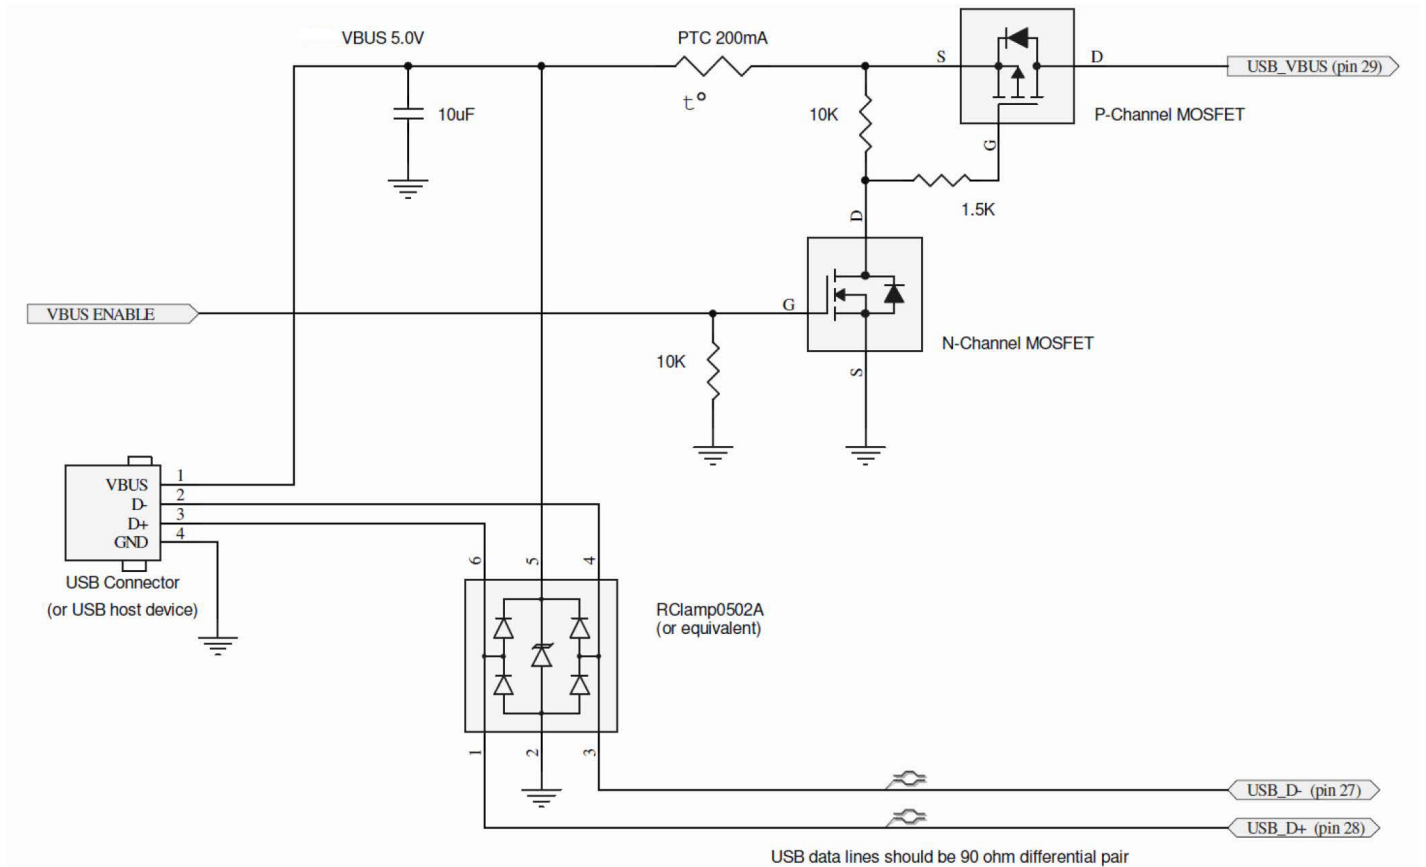 VBUS 5.0V
PTC 200mA
t°
10uF
10K
S
D
G
USB_VBUS (pin 29)
P-Channel MOSFET
1.5K
D
VBUS ENABLE
G
10K
S
N-Channel MOSFET
VBUS 1
D- 2
D+ 3
GND 4
USB Connector
(or USB host device)
6 5 4
RClamp0502A
(or equivalent)
1 2 3
USB_D- (pin 27)
USB_D+ (pin 28)
USB data lines should be 90 ohm differential pair